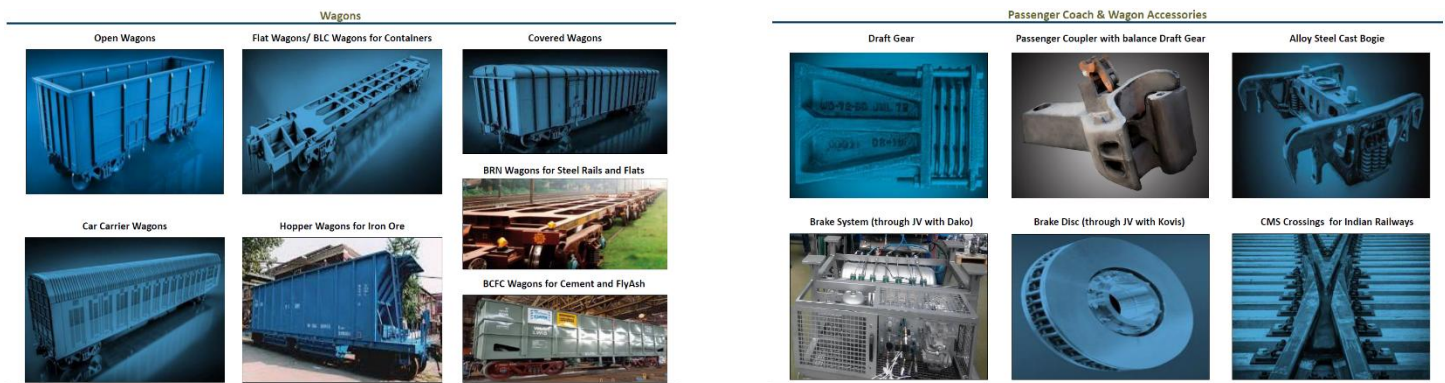 Wagons
Open Wagons
Flat Wagons/ BLC Wagons for Containers
Covered Wagons
BRN Wagons for Steel Rails and Flats
Car Carrier Wagons
Hopper Wagons for Iron Ore
BCFC Wagons for Cement and FlyAsh
Passenger Coach & Wagon Accessories
Draft Gear
Passenger Coupler with balance Draft Gear
Alloy Steel Cast Bogie
Brake System (through JV with Dako)
Brake Disc (through JV with Kovis)
CMS Crossings for Indian Railways